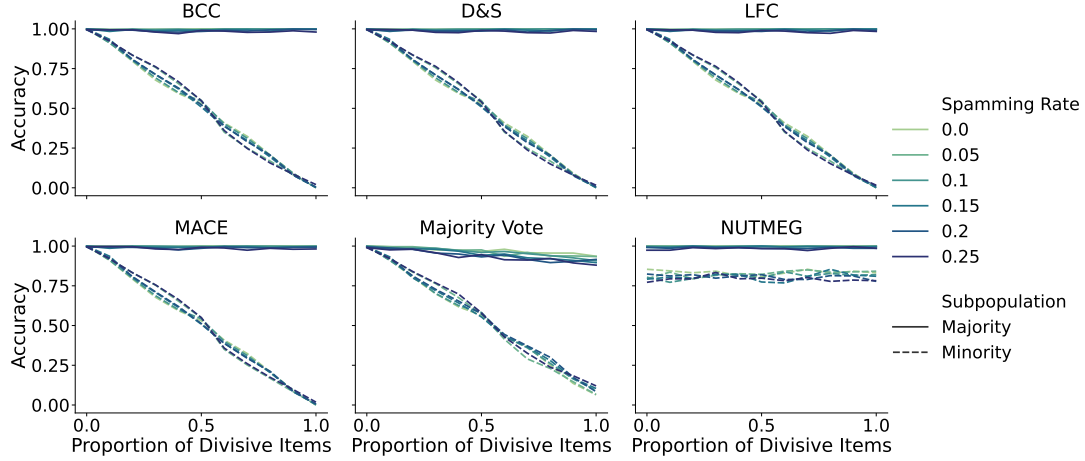 BCC
D&S
LFC
1.00
0.75
0.50
0.25
0.00
Accuracy
MACE
Majority Vote
NUTMEG
1.00
0.75
0.50
0.25
0.00
Accuracy
0.0 0.5 1.0
0.0 0.5 1.0
0.0 0.5 1.0
Proportion of Divisive Items
Proportion of Divisive Items
Proportion of Divisive Items
Spamming Rate
0.0
0.05
0.1
0.15
0.2
0.25
Subpopulation
Majority
Minority